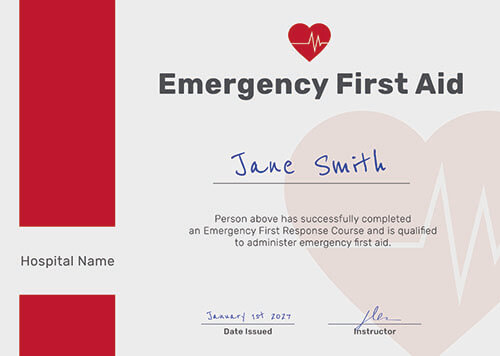 Emergency First Aid
Jane Smith
Person above has successfully completed
an Emergency First Response Course and is qualified
to administer emergency first aid.
Hospital Name
January 1st 2027
Date Issued
Instructor